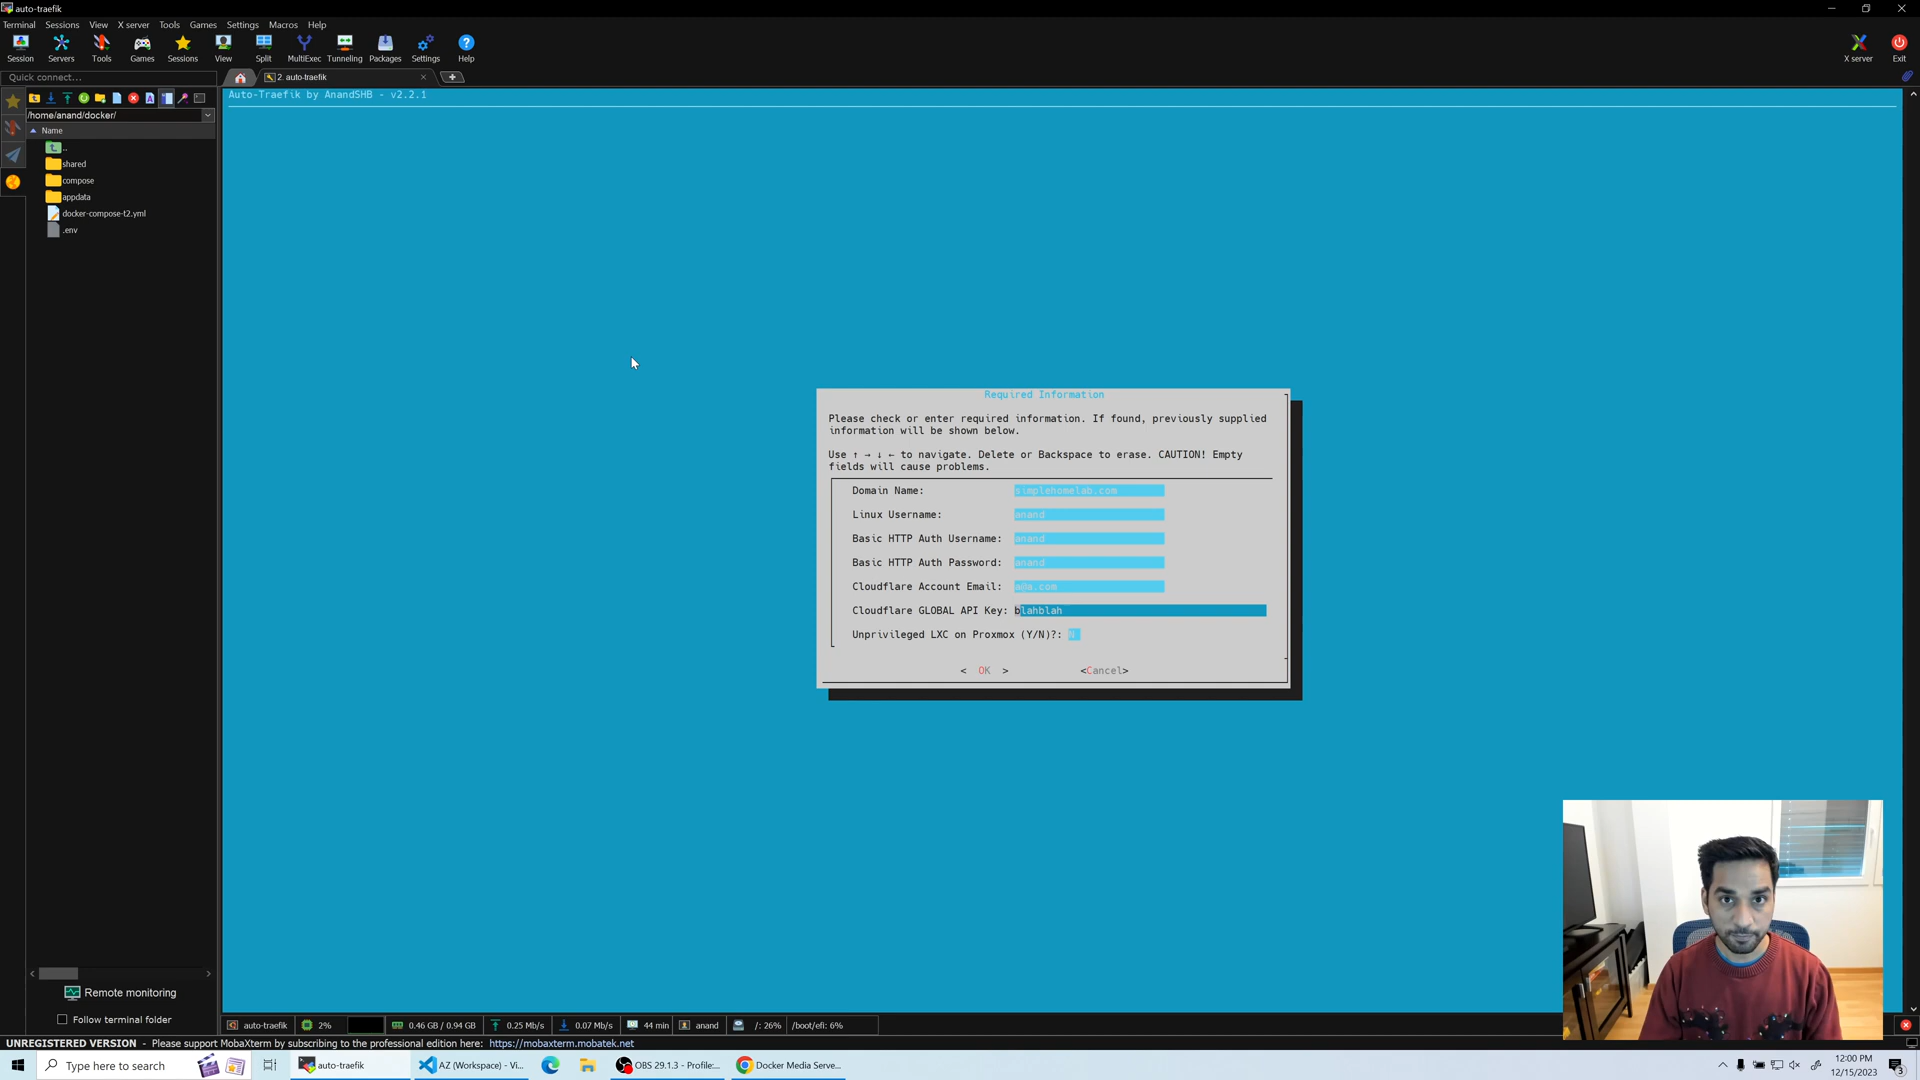 auto-traefik
Terminal Sessions View X server Tools Games Settings Macros Help
Session Servers Tools Games Sessions View Split MultiExec Tunneling Packages Settings Help X server Exit
Quick connect... 2. auto-traefik
/home/anand/docker/
Name
..
shared
compose
appdata
docker-compose-t2.yml
.env
Auto-Traefik by AnandSHB - v2.2.1
Required Information
Please check or enter required information. If found, previously supplied
information will be shown below.
Use ↑ → ↓ ← to navigate. Delete or Backspace to erase. CAUTION! Empty
fields will cause problems.
Domain Name: simplehomelab.com
Linux Username: anand
Basic HTTP Auth Username: anand
Basic HTTP Auth Password: anand
Cloudflare Account Email: a@m.com
Cloudflare GLOBAL API Key: blahblah
Unprivileged LXC on Proxmox (Y/N)?: N
< OK > <Cancel>
Remote monitoring
Follow terminal folder
auto-traefik 2% 0.46 GB / 0.94 GB 0.25 Mb/s 0.07 Mb/s 44 min anand /: 26% /boot/efi: 6%
UNREGISTERED VERSION - Please support MobaXterm by subscribing to the professional edition here: https://mobaxterm.mobatek.net
Type here to search auto-traefik AZ (Workspace) - Vi... OBS 29.1.3 - Profile:... Docker Media Serve...
12:00 PM
12/15/2023
3